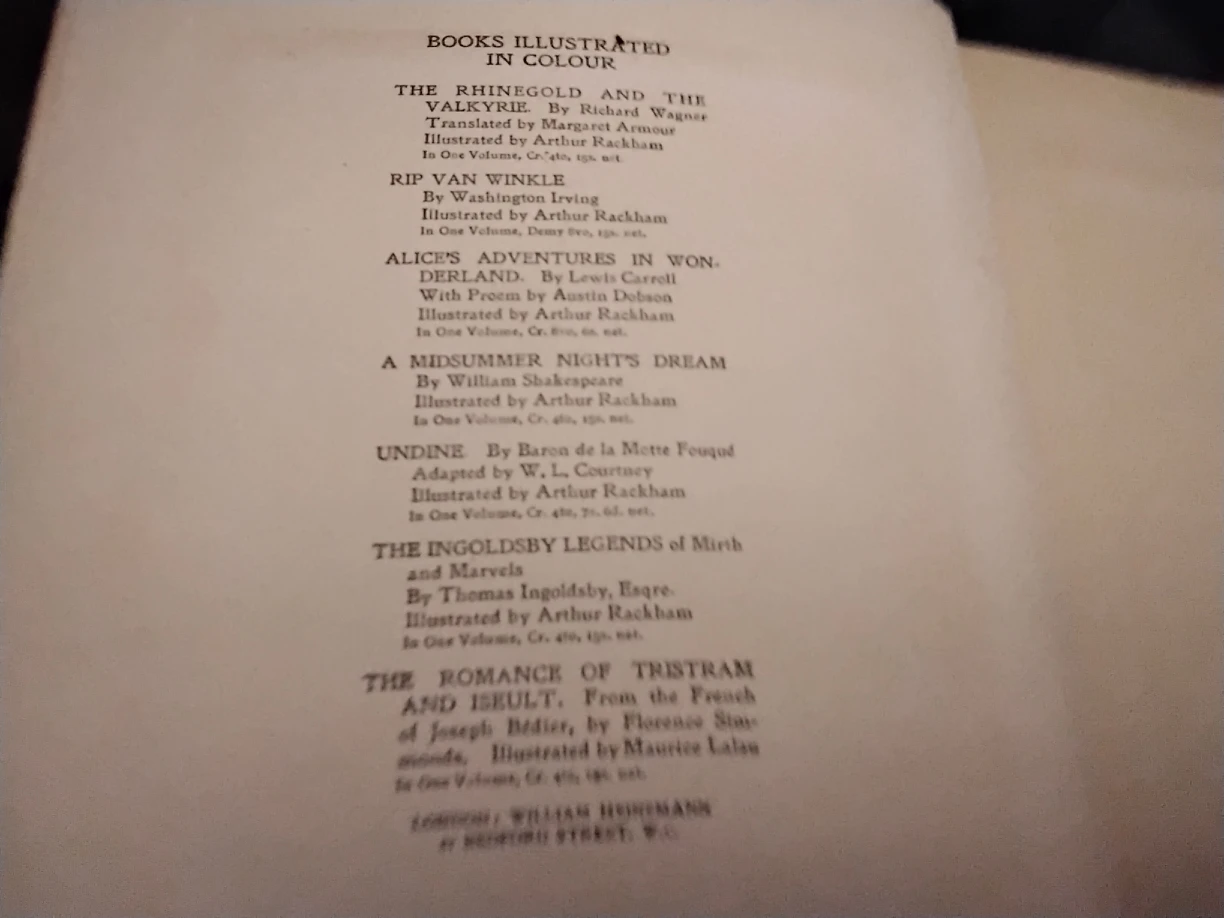 BOOKS ILLUSTRATED
IN COLOUR
THE RHINEGOLD AND THE
VALKYRIE. By Richard Wagner
Translated by Margaret Armour
Illustrated by Arthur Rackham
In One Volume, Cr. 4to, 15s. net.
RIP VAN WINKLE
By Washington Irving
Illustrated by Arthur Rackham
In One Volume, Demy 8vo, 15s. net.
ALICE'S ADVENTURES IN WON-
DERLAND. By Lewis Carroll
With Proem by Austin Dobson
Illustrated by Arthur Rackham
In One Volume, Cr. 8vo, 6s. net.
A MIDSUMMER NIGHT'S DREAM
By William Shakespeare
Illustrated by Arthur Rackham
In One Volume, Cr. 4to, 15s. net.
UNDINE By Baron de la Motte Fouqué
Adapted by W. L. Courtney
Illustrated by Arthur Rackham
In One Volume, Cr. 4to, 7s. 6d. net.
THE INGOLDSBY LEGENDS of Mirth
and Marvels
By Thomas Ingoldsby, Esqre.
Illustrated by Arthur Rackham
In One Volume, Cr. 4to, 15s. net.
THE ROMANCE OF TRISTRAM
AND ISEULT. From the French
of Joseph Bédier, by Florence Sim-
monds. Illustrated by Maurice Lalau
In One Volume, Cr. 4to, net.
LONDON: WILLIAM HEINEMANN
BEDFORD STREET, W.C.